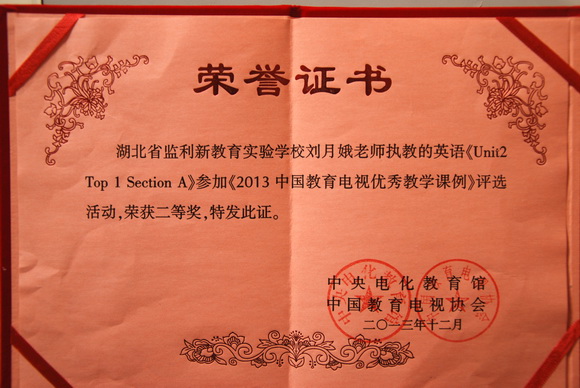 荣誉证书
湖北省监利新教育实验学校刘月娥老师执教的英语《Unit2
Top 1 Section A》参加《2013中国教育电视优秀教学课例》评选
活动,荣获二等奖,特发此证。
中央电化教育馆
中国教育电视协会
二〇一三年十二月